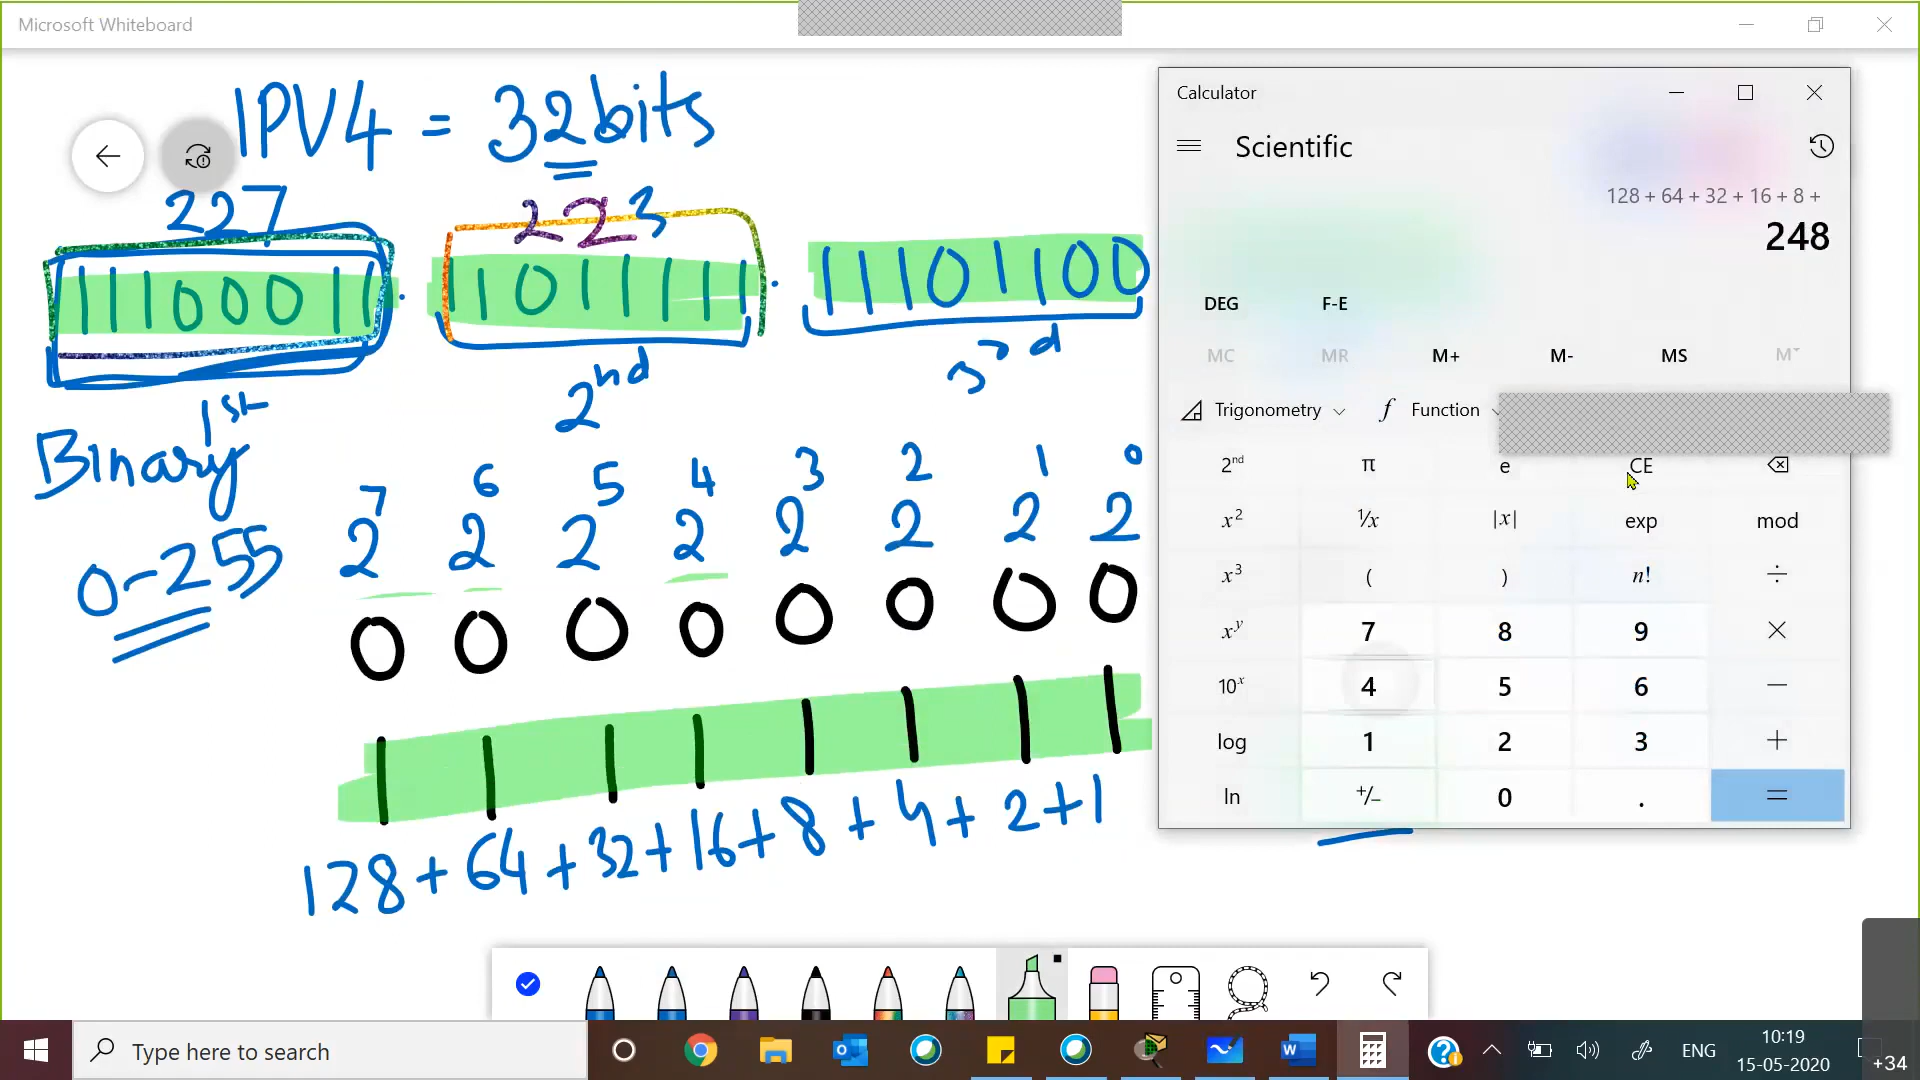 Microsoft Whiteboard
IPV4 = 32bits
227 223
11100011 . 11011111 . 11101100
1st 2nd 3rd
Binary
0-255
2^7 2^6 2^5 2^4 2^3 2^2 2^1 2^0
0 0 0 0 0 0 0 0
1 1 1 1 1 1 1 1
128 + 64 + 32 + 16 + 8 + 4 + 2 + 1
Calculator
Scientific
128 + 64 + 32 + 16 + 8 +
248
DEG F-E
MC MR M+ M- MS M˅
Trigonometry Function
2nd π e CE
x² ¹/x |x| exp mod
x³ ( ) n! ÷
xʸ 7 8 9 ×
10ˣ 4 5 6 −
log 1 2 3 +
ln +/− 0 . =
Type here to search
ENG
10:19
15-05-2020
+34